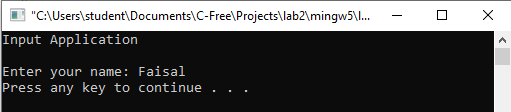 "C:\Users\student\Documents\C-Free\Projects\lab2\mingw5\l...
Input Application
Enter your name: Faisal
Press any key to continue . . .